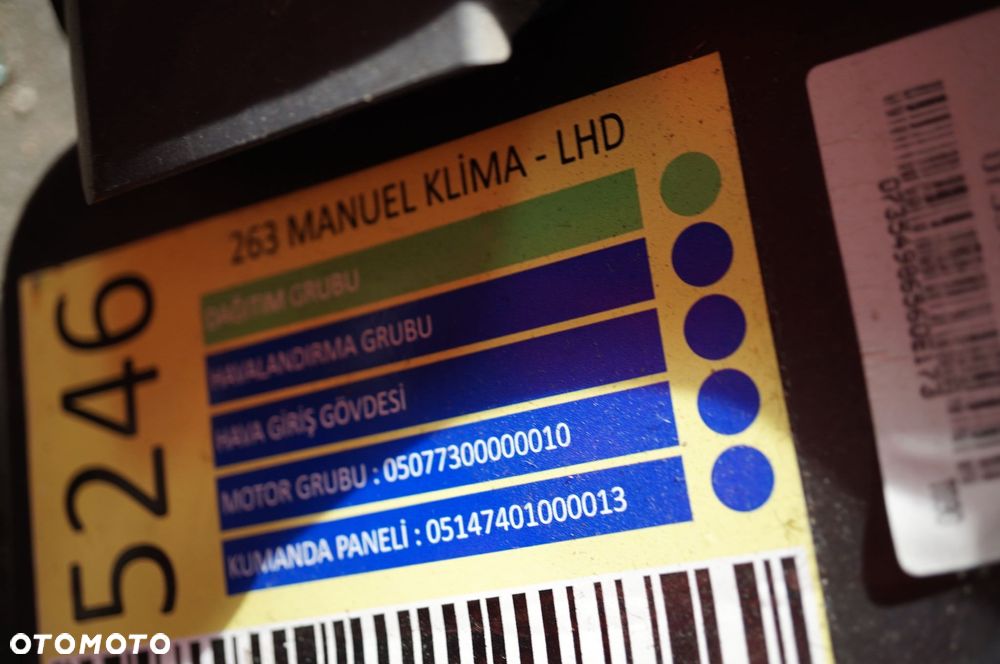 263 MANUEL KLİMA - LHD
DAĞITIM GRUBU
HAVALANDIRMA GRUBU
HAVA GİRİŞ GÖVDESİ
MOTOR GRUBU : 05077300000010
KUMANDA PANELİ : 05147401000013
5246
OTOMOTO